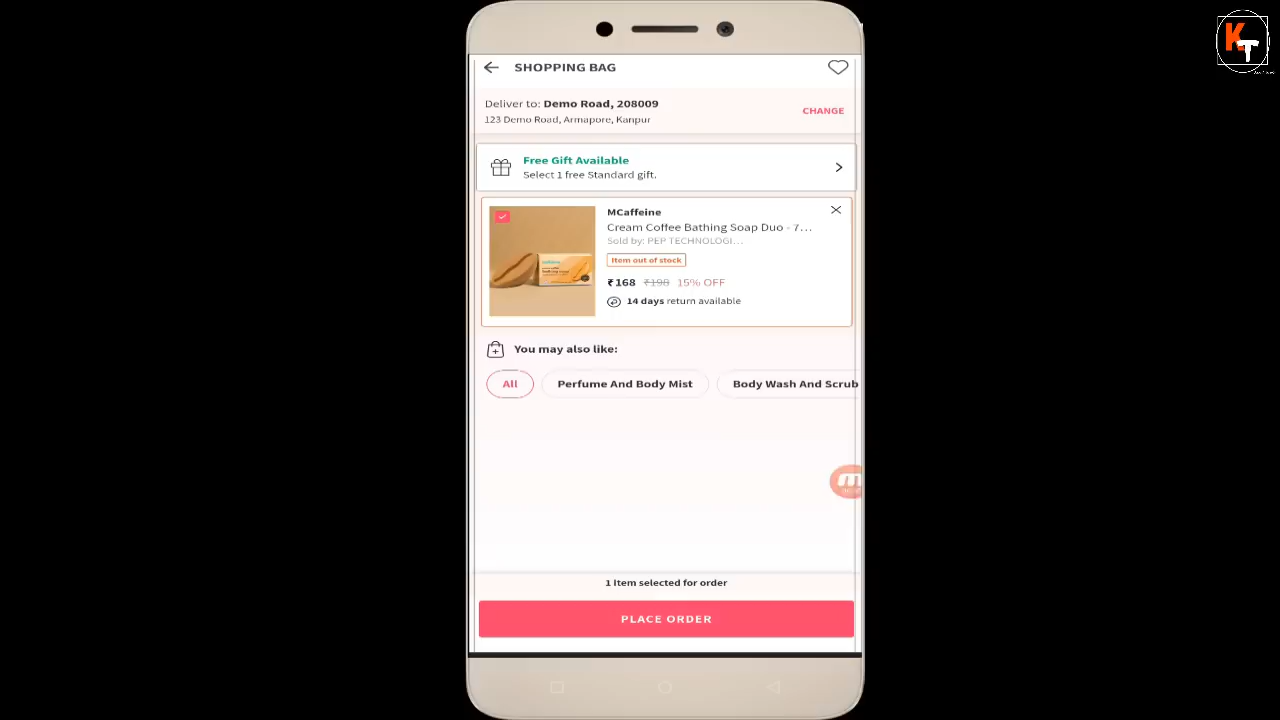 KT
SHOPPING BAG
Deliver to: Demo Road, 208009
123 Demo Road, Armapore, Kanpur
CHANGE
Free Gift Available
Select 1 free Standard gift.
MCaffeine
Cream Coffee Bathing Soap Duo - 7...
Sold by: PEP TECHNOLOGI...
Item out of stock
₹168 ₹198 15% OFF
14 days return available
You may also like:
All
Perfume And Body Mist
Body Wash And Scrub
1 Item selected for order
PLACE ORDER